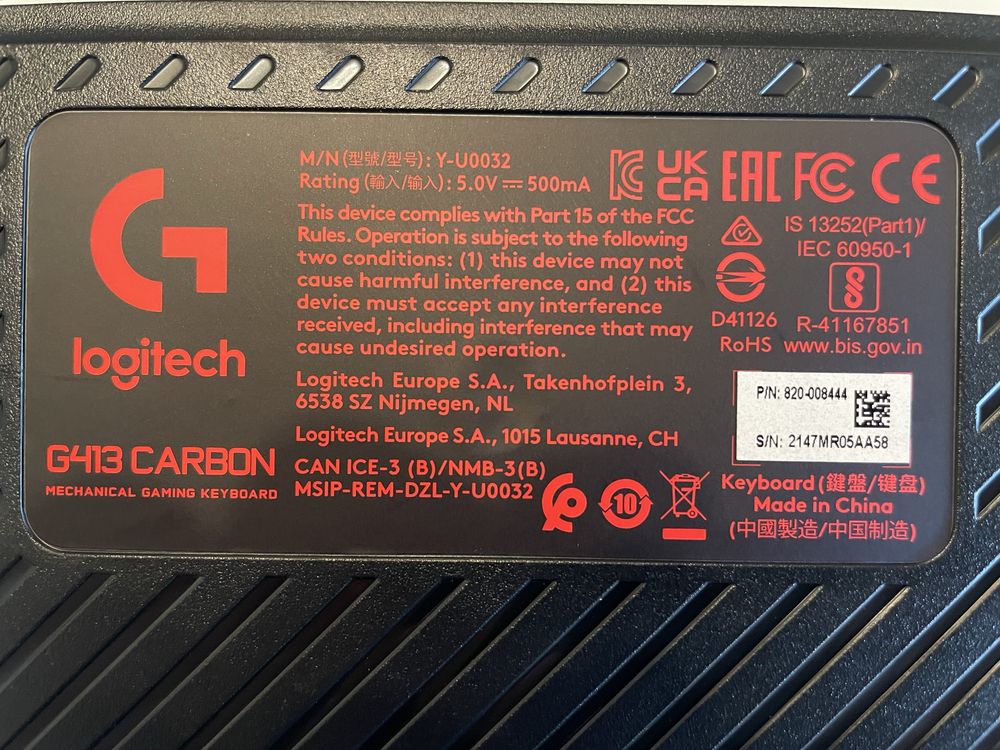 G
logitech
G413 CARBON
MECHANICAL GAMING KEYBOARD
M/N (型號/型号) : Y-U0032
Rating (輸入/输入) : 5.0V ⎓ 500mA
This device complies with Part 15 of the FCC
Rules. Operation is subject to the following
two conditions: (1) this device may not
cause harmful interference, and (2) this
device must accept any interference
received, including interference that may
cause undesired operation.
Logitech Europe S.A., Takenhofplein 3,
6538 SZ Nijmegen, NL
Logitech Europe S.A., 1015 Lausanne, CH
CAN ICE-3 (B)/NMB-3(B)
MSIP-REM-DZL-Y-U0032
10
UK
CA
EAC
FC
CE
IS 13252(Part1)/
IEC 60950-1
D41126
RoHS
R-41167851
www.bis.gov.in
P/N: 820-008444
S/N: 2147MR05AA58
Keyboard (鍵盤/键盘)
Made in China
(中國製造/中国制造)